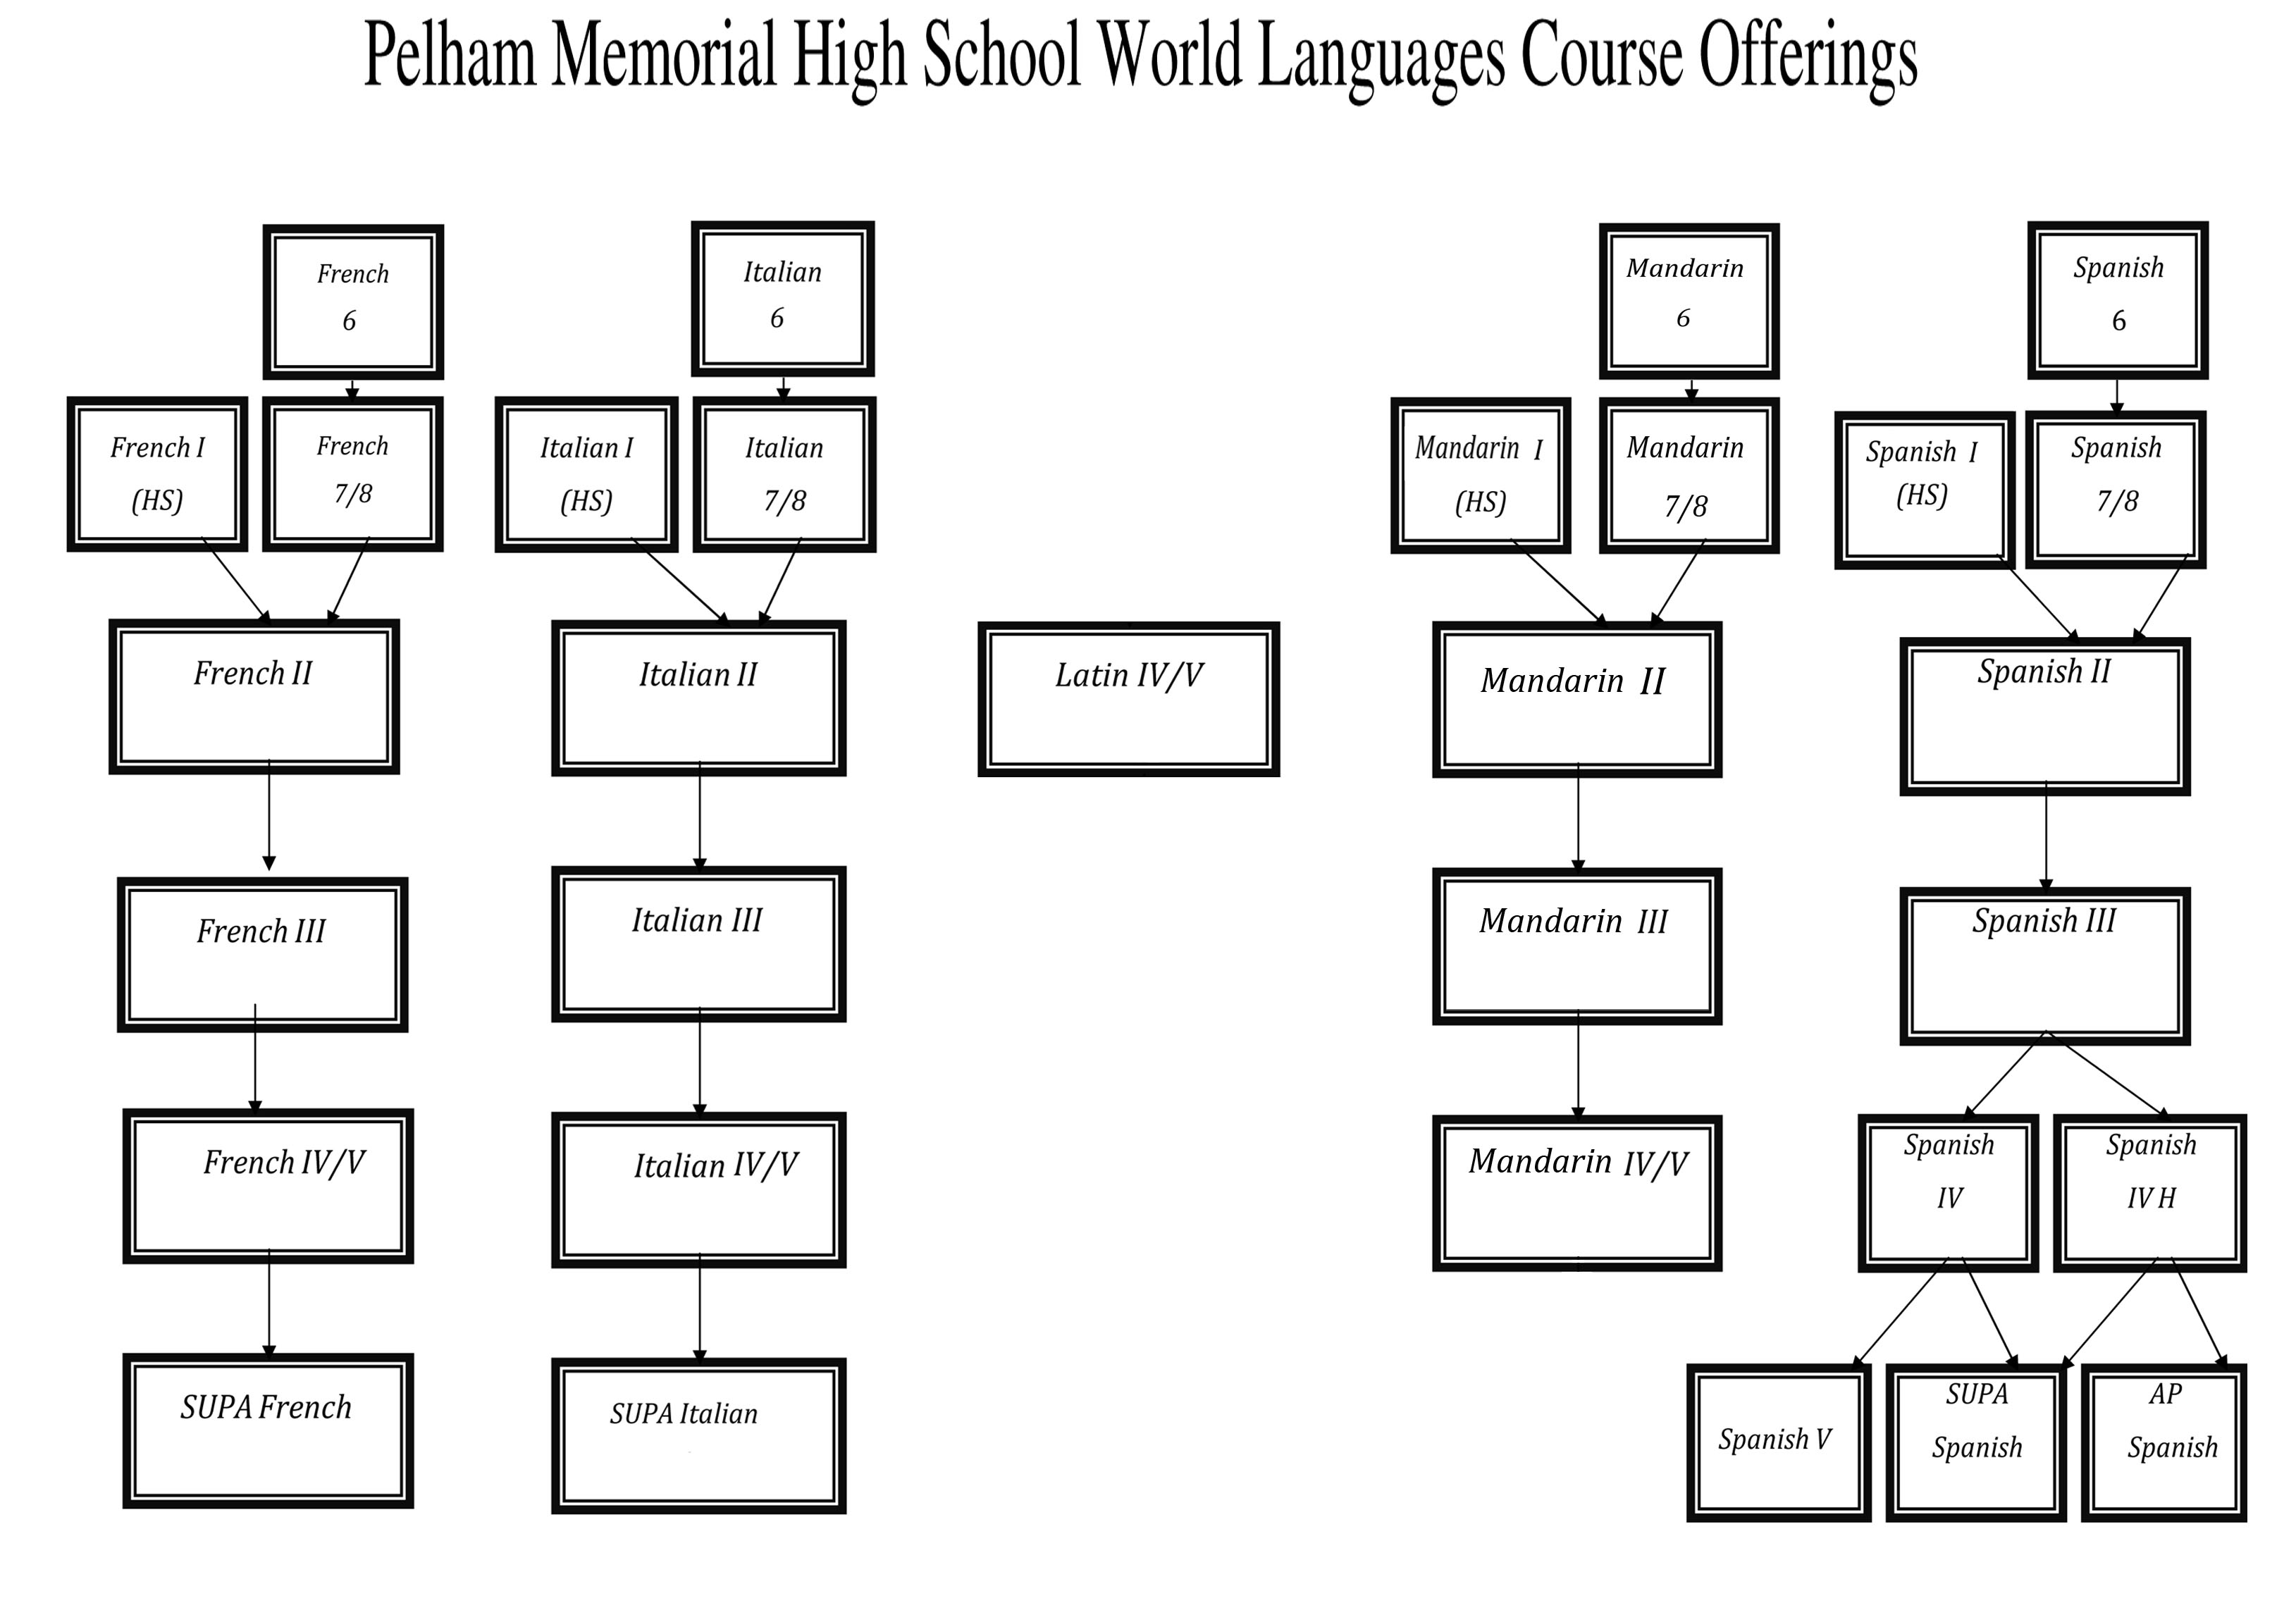 Pelham Memorial High School World Languages Course Offerings
French
6
Italian
6
Mandarin
6
Spanish
6
French I
(HS)
French
7/8
Italian I
(HS)
Italian
7/8
Mandarin I
(HS)
Mandarin
7/8
Spanish I
(HS)
Spanish
7/8
French II
Italian II
Latin IV/V
Mandarin II
Spanish II
French III
Italian III
Mandarin III
Spanish III
French IV/V
Italian IV/V
Mandarin IV/V
Spanish
IV
Spanish
IV H
SUPA French
SUPA Italian
Spanish V
SUPA
Spanish
AP
Spanish